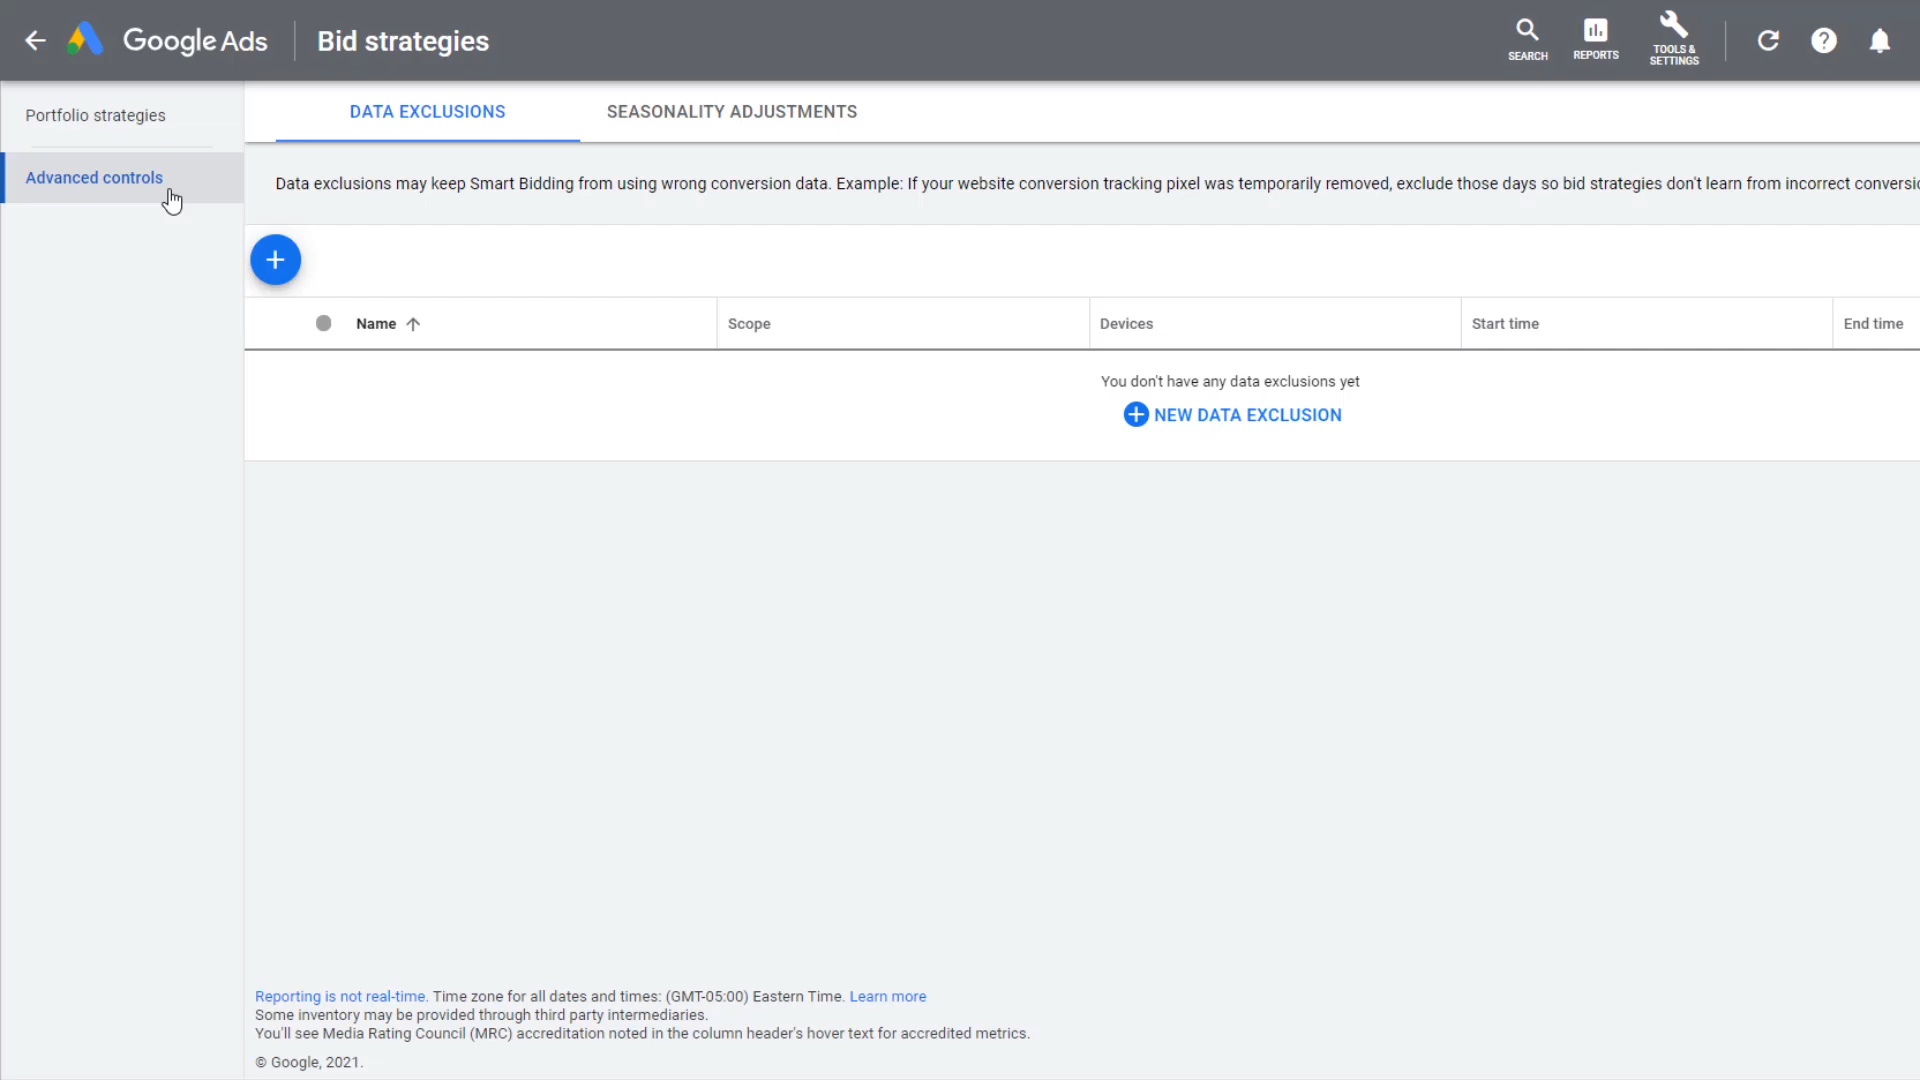 Google Ads
Bid strategies
SEARCH
REPORTS
TOOLS &
SETTINGS
Portfolio strategies
Advanced controls
DATA EXCLUSIONS
SEASONALITY ADJUSTMENTS
Data exclusions may keep Smart Bidding from using wrong conversion data. Example: If your website conversion tracking pixel was temporarily removed, exclude those days so bid strategies don't learn from incorrect
Name
Scope
Devices
Start time
End time
You don't have any data exclusions yet
NEW DATA EXCLUSION
Reporting is not real-time. Time zone for all dates and times: (GMT-05:00) Eastern Time. Learn more
Some inventory may be provided through third party intermediaries.
You'll see Media Rating Council (MRC) accreditation noted in the column header's hover text for accredited metrics.
© Google, 2021.